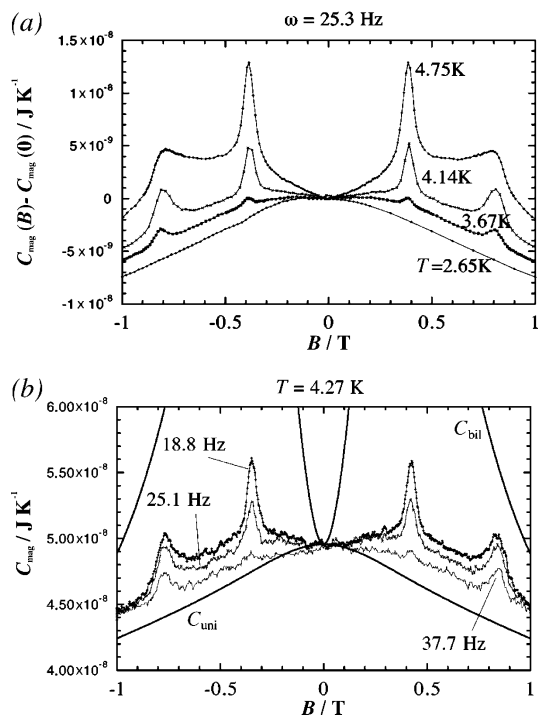 (a)
ω = 25.3 Hz
C_mag (B)- C_mag (0) / J K⁻¹
1.5×10⁻⁸
1×10⁻⁸
5×10⁻⁹
0
-5×10⁻⁹
-1×10⁻⁸
4.75K
4.14K
3.67K
T=2.65K
-1 -0.5 0 0.5 1
B / T
(b)
T = 4.27 K
C_mag / J K⁻¹
6.00×10⁻⁸
5.50×10⁻⁸
5.00×10⁻⁸
4.50×10⁻⁸
4.00×10⁻⁸
18.8 Hz
C_bil
25.1 Hz
C_uni
37.7 Hz
-1 -0.5 0 0.5 1
B / T